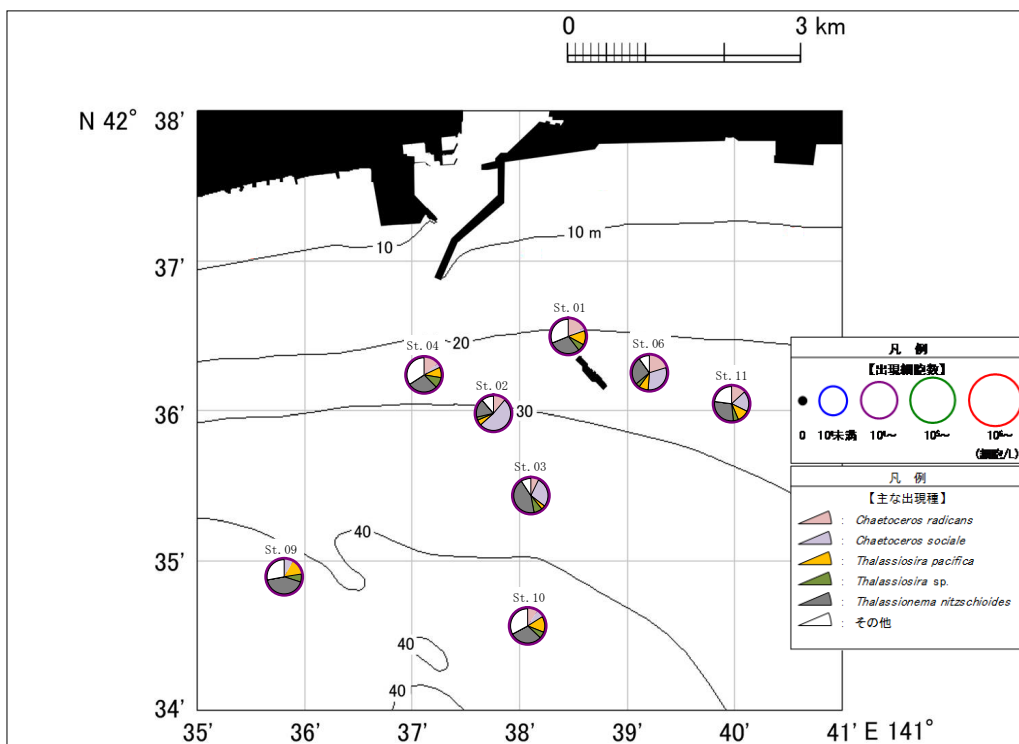 0 3 km
N 42° 38'
10
10 m
37'
St.01
20
St.04
St.06
St.02
St.11
36'
30
St.03
40
35'
St.09
St.10
40
40
34'
35' 36' 37' 38' 39' 40' 41' E 141°
凡 例
【出現細胞数】
0 10⁴未満 10⁴~ 10⁵~ 10⁶~
(細胞/L)
凡 例
【主な出現種】
: Chaetoceros radicans
: Chaetoceros sociale
: Thalassiosira pacifica
: Thalassiosira sp.
: Thalassionema nitzschioides
: その他